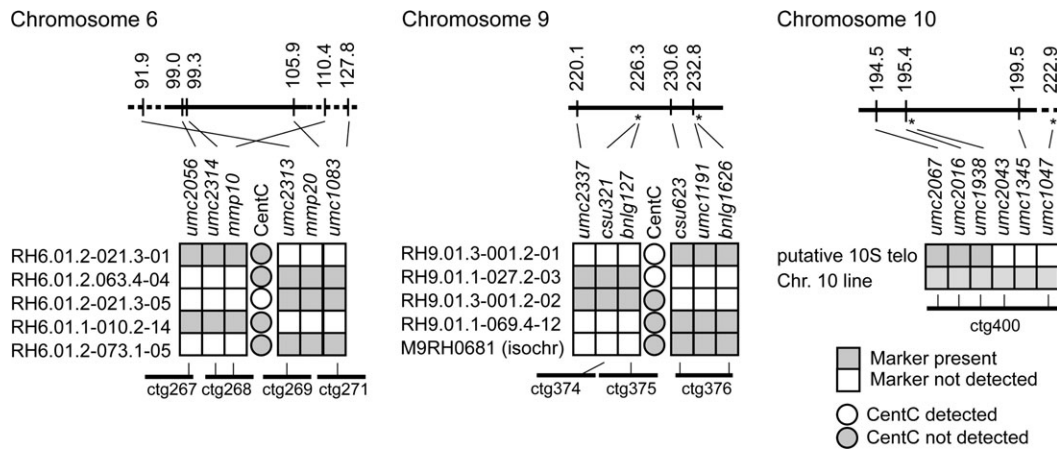 Chromosome 6
91.9
99.0
99.3
105.9
110.4
127.8
umc2056
umc2314
mmp10
CentC
umc2313
mmp20
umc1083
RH6.01.2-021.3-01
RH6.01.2.063.4-04
RH6.01.2-021.3-05
RH6.01.1-010.2-14
RH6.01.2-073.1-05
ctg267
ctg268
ctg269
ctg271
Chromosome 9
220.1
226.3
230.6
232.8
*
*
umc2337
csu321
bnlg127
CentC
csu623
umc1191
bnlg1626
RH9.01.3-001.2-01
RH9.01.1-027.2-03
RH9.01.3-001.2-02
RH9.01.1-069.4-12
M9RH0681 (isochr)
ctg374
ctg375
ctg376
Chromosome 10
194.5
195.4
199.5
222.9
*
*
umc2067
umc2016
umc1938
umc2043
umc1345
umc1047
putative 10S telo
Chr. 10 line
ctg400
Marker present
Marker not detected
CentC detected
CentC not detected